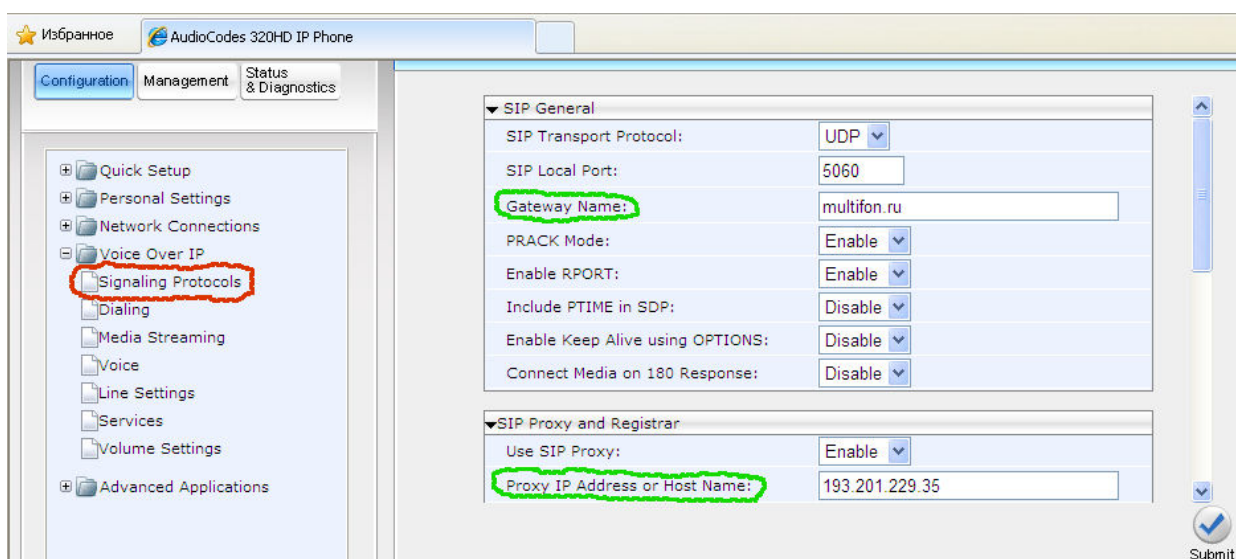 Избранное
AudioCodes 320HD IP Phone
Configuration
Management
Status
& Diagnostics
Quick Setup
Personal Settings
Network Connections
Voice Over IP
Signaling Protocols
Dialing
Media Streaming
Voice
Line Settings
Services
Volume Settings
Advanced Applications
SIP General
SIP Transport Protocol: UDP
SIP Local Port: 5060
Gateway Name: multifon.ru
PRACK Mode: Enable
Enable RPORT: Enable
Include PTIME in SDP: Disable
Enable Keep Alive using OPTIONS: Disable
Connect Media on 180 Response: Disable
SIP Proxy and Registrar
Use SIP Proxy: Enable
Proxy IP Address or Host Name: 193.201.229.35
Submit